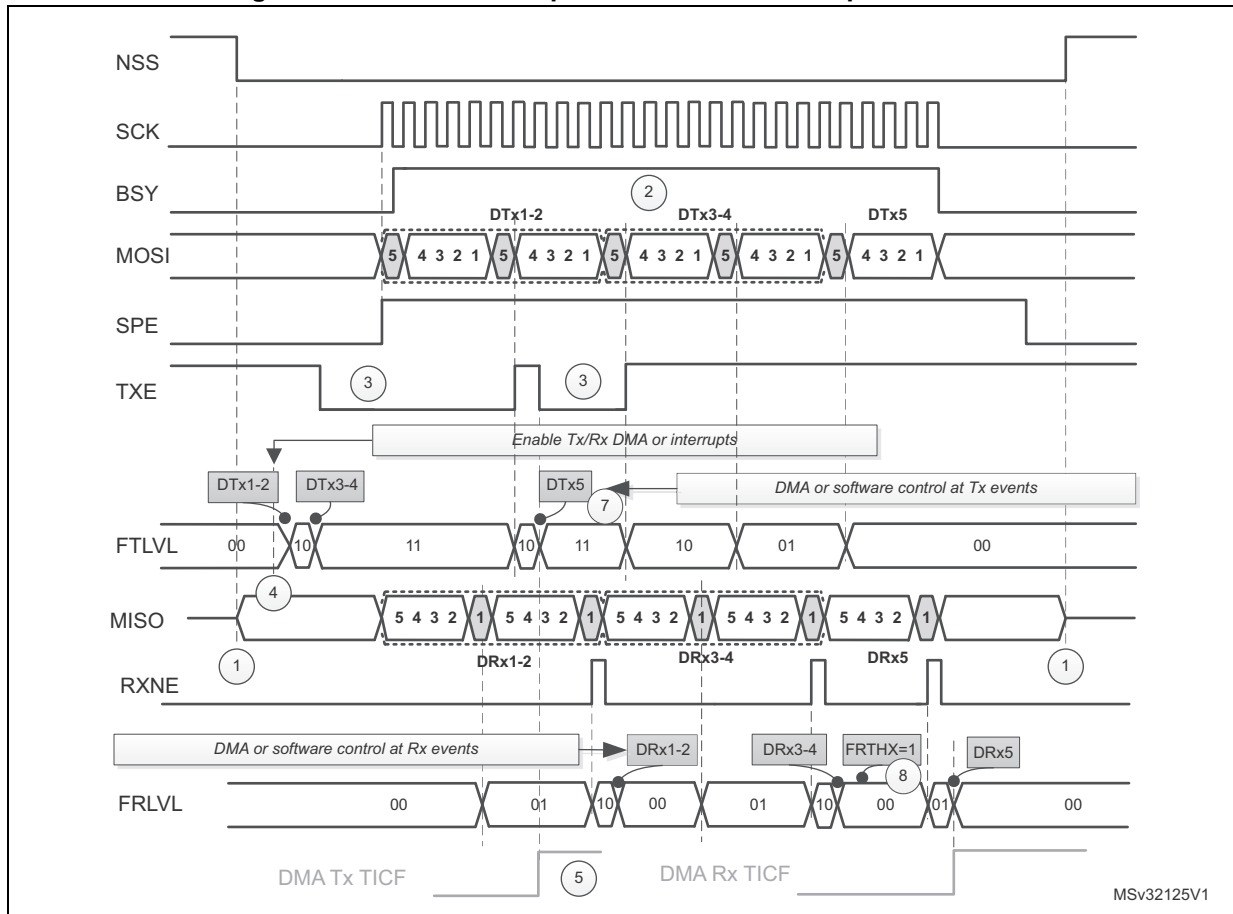 NSS
SCK
BSY
2
DTx1-2 DTx3-4 DTx5
MOSI
5 4 3 2 1 5 4 3 2 1 5 4 3 2 1 5 4 3 2 1 5 4 3 2 1
SPE
TXE
3 3
Enable Tx/Rx DMA or interrupts
DTx1-2 DTx3-4 DTx5 DMA or software control at Tx events
7
FTLVL 00 10 11 10 11 10 01 00
4
MISO 5 4 3 2 1 5 4 3 2 1 5 4 3 2 1 5 4 3 2 1 5 4 3 2 1
1 DRx1-2 DRx3-4 DRx5 1
RXNE
DMA or software control at Rx events DRx1-2 DRx3-4 FRTHX=1 DRx5
8
FRLVL 00 01 10 00 01 10 00 01 00
DMA Tx TICF 5 DMA Rx TICF
MSv32125V1